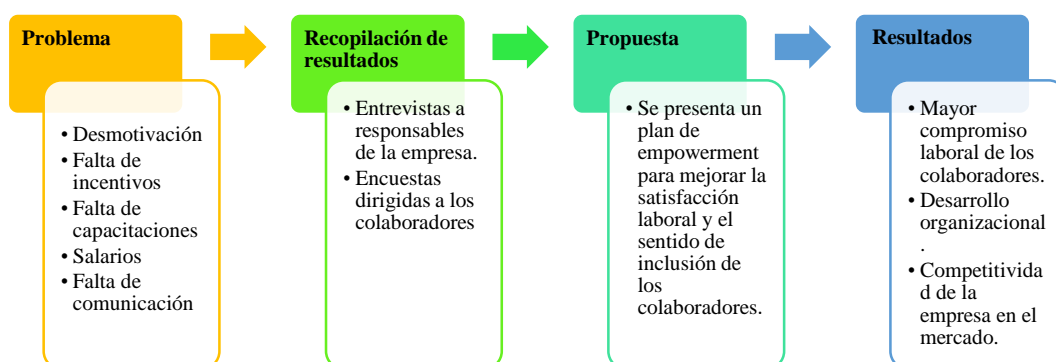 Problema
• Desmotivación
• Falta de
incentivos
• Falta de
capacitaciones
• Salarios
• Falta de
comunicación
Recopilación de
resultados
• Entrevistas a
responsables
de la empresa.
• Encuestas
dirigidas a los
colaboradores
Propuesta
• Se presenta un
plan de
empowerment
para mejorar la
satisfacción
laboral y el
sentido de
inclusión de
los
colaboradores.
Resultados
• Mayor
compromiso
laboral de los
colaboradores.
• Desarrollo
organizacional
.
• Competitivida
d de la
empresa en el
mercado.